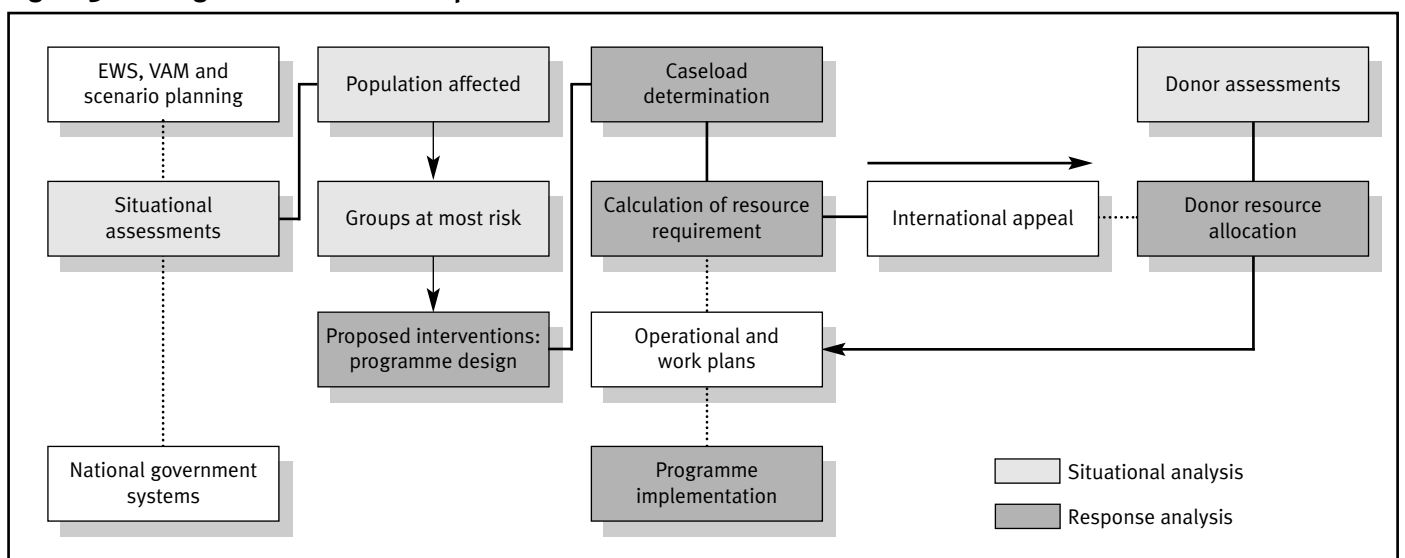 EWS, VAM and
scenario planning
Situational
assessments
National government
systems
Population affected
Groups at most risk
Proposed interventions:
programme design
Caseload
determination
Calculation of resource
requirement
Operational and
work plans
Programme
implementation
International appeal
Donor assessments
Donor resource
allocation
Situational analysis
Response analysis